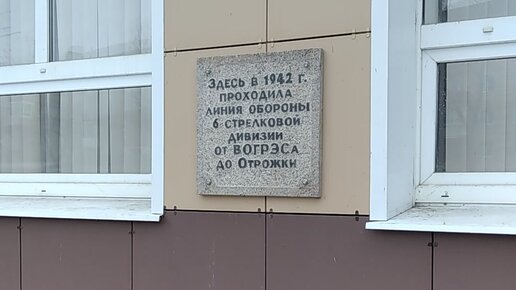 Здесь в 1942 г.
проходила
линия обороны
6 стрелковой
дивизии
от ВОГРЭСа
до Отрожки